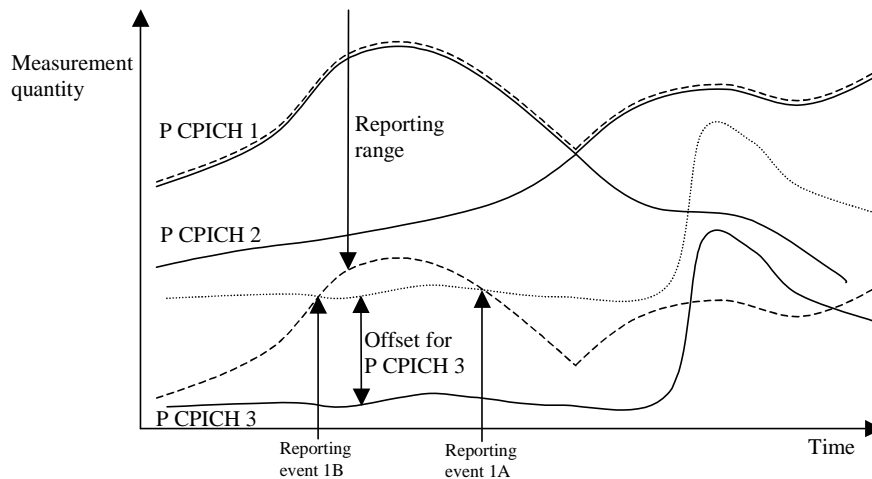 Measurement
quantity
P CPICH 1
Reporting
range
P CPICH 2
Offset for
P CPICH 3
P CPICH 3
Time
Reporting
event 1B
Reporting
event 1A